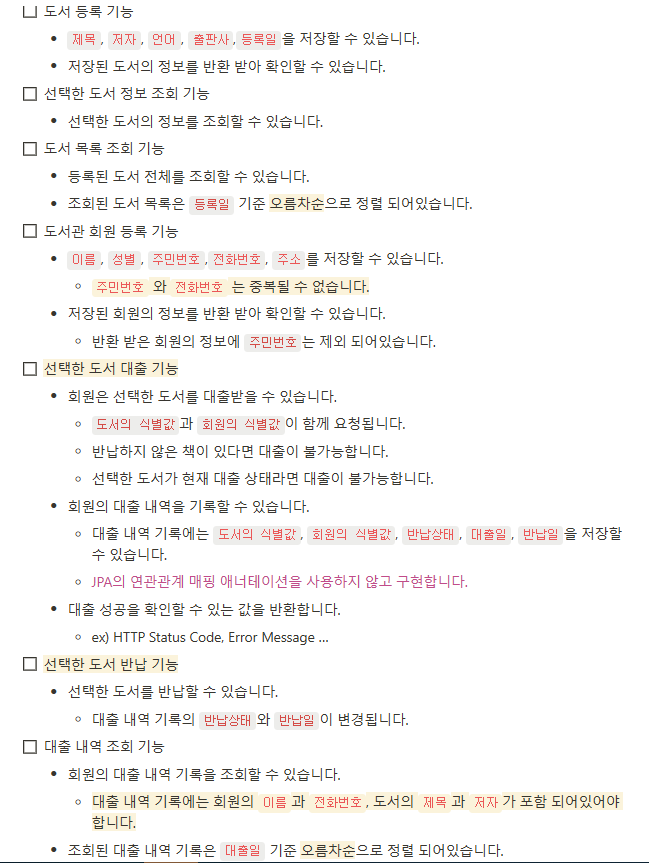 도서 등록 기능
제목, 저자, 언어, 출판사, 등록일 을 저장할 수 있습니다.
저장된 도서의 정보를 반환 받아 확인할 수 있습니다.
선택한 도서 정보 조회 기능
선택한 도서의 정보를 조회할 수 있습니다.
도서 목록 조회 기능
등록된 도서 전체를 조회할 수 있습니다.
조회된 도서 목록은 등록일 기준 오름차순으로 정렬 되어있습니다.
도서관 회원 등록 기능
이름, 성별, 주민번호, 전화번호, 주소 를 저장할 수 있습니다.
주민번호 와 전화번호 는 중복될 수 없습니다.
저장된 회원의 정보를 반환 받아 확인할 수 있습니다.
반환 받은 회원의 정보에 주민번호 는 제외 되어있습니다.
선택한 도서 대출 기능
회원은 선택한 도서를 대출받을 수 있습니다.
도서의 식별값 과 회원의 식별값 이 함께 요청됩니다.
반납하지 않은 책이 있다면 대출이 불가능합니다.
선택한 도서가 현재 대출 상태라면 대출이 불가능합니다.
회원의 대출 내역을 기록할 수 있습니다.
대출 내역 기록에는 도서의 식별값, 회원의 식별값, 반납상태, 대출일, 반납일 을 저장할
수 있습니다.
JPA의 연관관계 매핑 애너테이션을 사용하지 않고 구현합니다.
대출 성공을 확인할 수 있는 값을 반환합니다.
ex) HTTP Status Code, Error Message ...
선택한 도서 반납 기능
선택한 도서를 반납할 수 있습니다.
대출 내역 기록의 반납상태 와 반납일 이 변경됩니다.
대출 내역 조회 기능
회원의 대출 내역 기록을 조회할 수 있습니다.
대출 내역 기록에는 회원의 이름 과 전화번호, 도서의 제목 과 저자 가 포함 되어있어야
합니다.
조회된 대출 내역 기록은 대출일 기준 오름차순으로 정렬 되어있습니다.